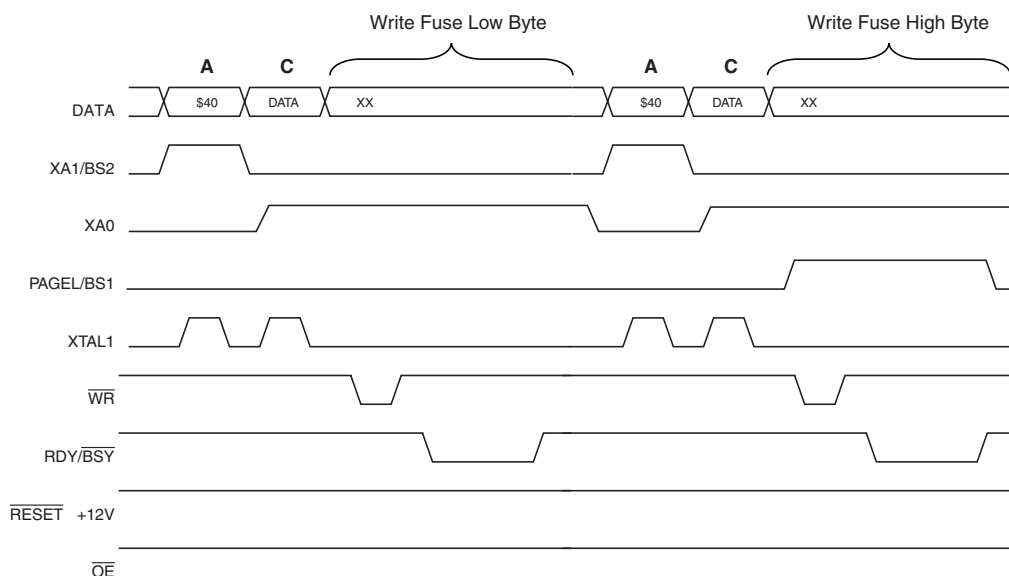 Write Fuse Low Byte Write Fuse High Byte
A C A C
DATA $40 DATA XX $40 DATA XX
XA1/BS2
XA0
PAGEL/BS1
XTAL1
WR
RDY/BSY
RESET +12V
OE